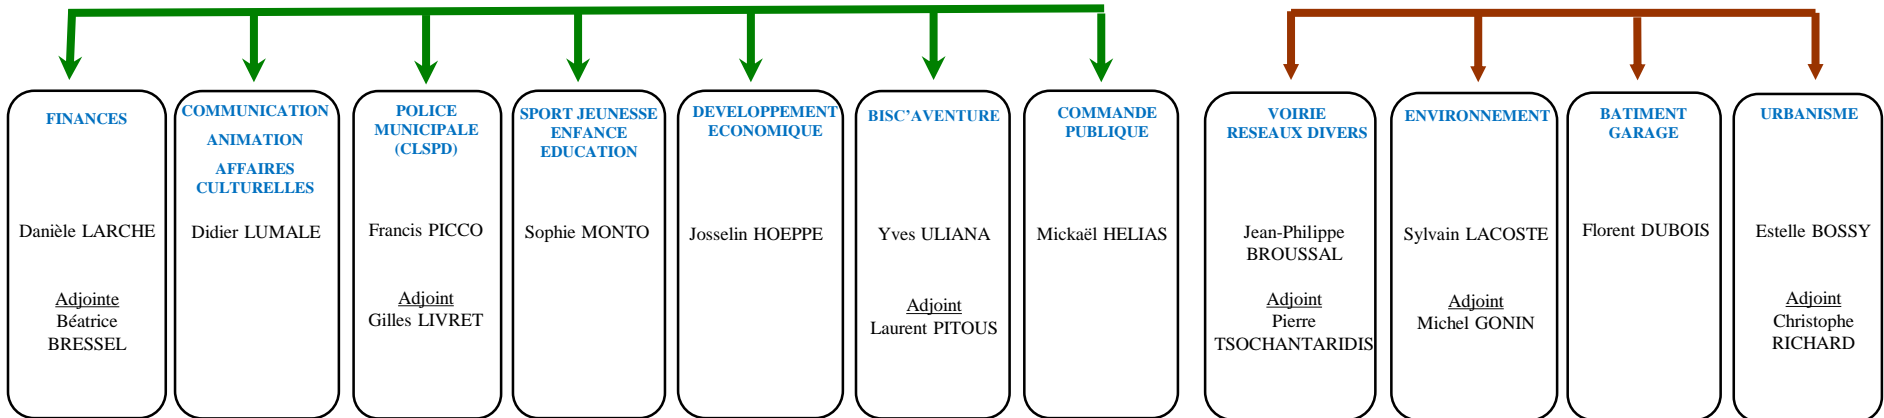 FINANCES
Danièle LARCHE
Adjointe
Béatrice
BRESSEL
COMMUNICATION
ANIMATION
AFFAIRES
CULTURELLES
Didier LUMALE
POLICE
MUNICIPALE
(CLSPD)
Francis PICCO
Adjoint
Gilles LIVRET
SPORT JEUNESSE
ENFANCE
EDUCATION
Sophie MONTO
DEVELOPPEMENT
ECONOMIQUE
Josselin HOEPPE
BISC’AVENTURE
Yves ULIANA
Adjoint
Laurent PITOUS
COMMANDE
PUBLIQUE
Mickaël HELIAS
VOIRIE
RESEAUX DIVERS
Jean-Philippe
BROUSSAL
Adjoint
Pierre
TSOCHANTARIDIS
ENVIRONNEMENT
Sylvain LACOSTE
Adjoint
Michel GONIN
BATIMENT
GARAGE
Florent DUBOIS
URBANISME
Estelle BOSSY
Adjoint
Christophe
RICHARD